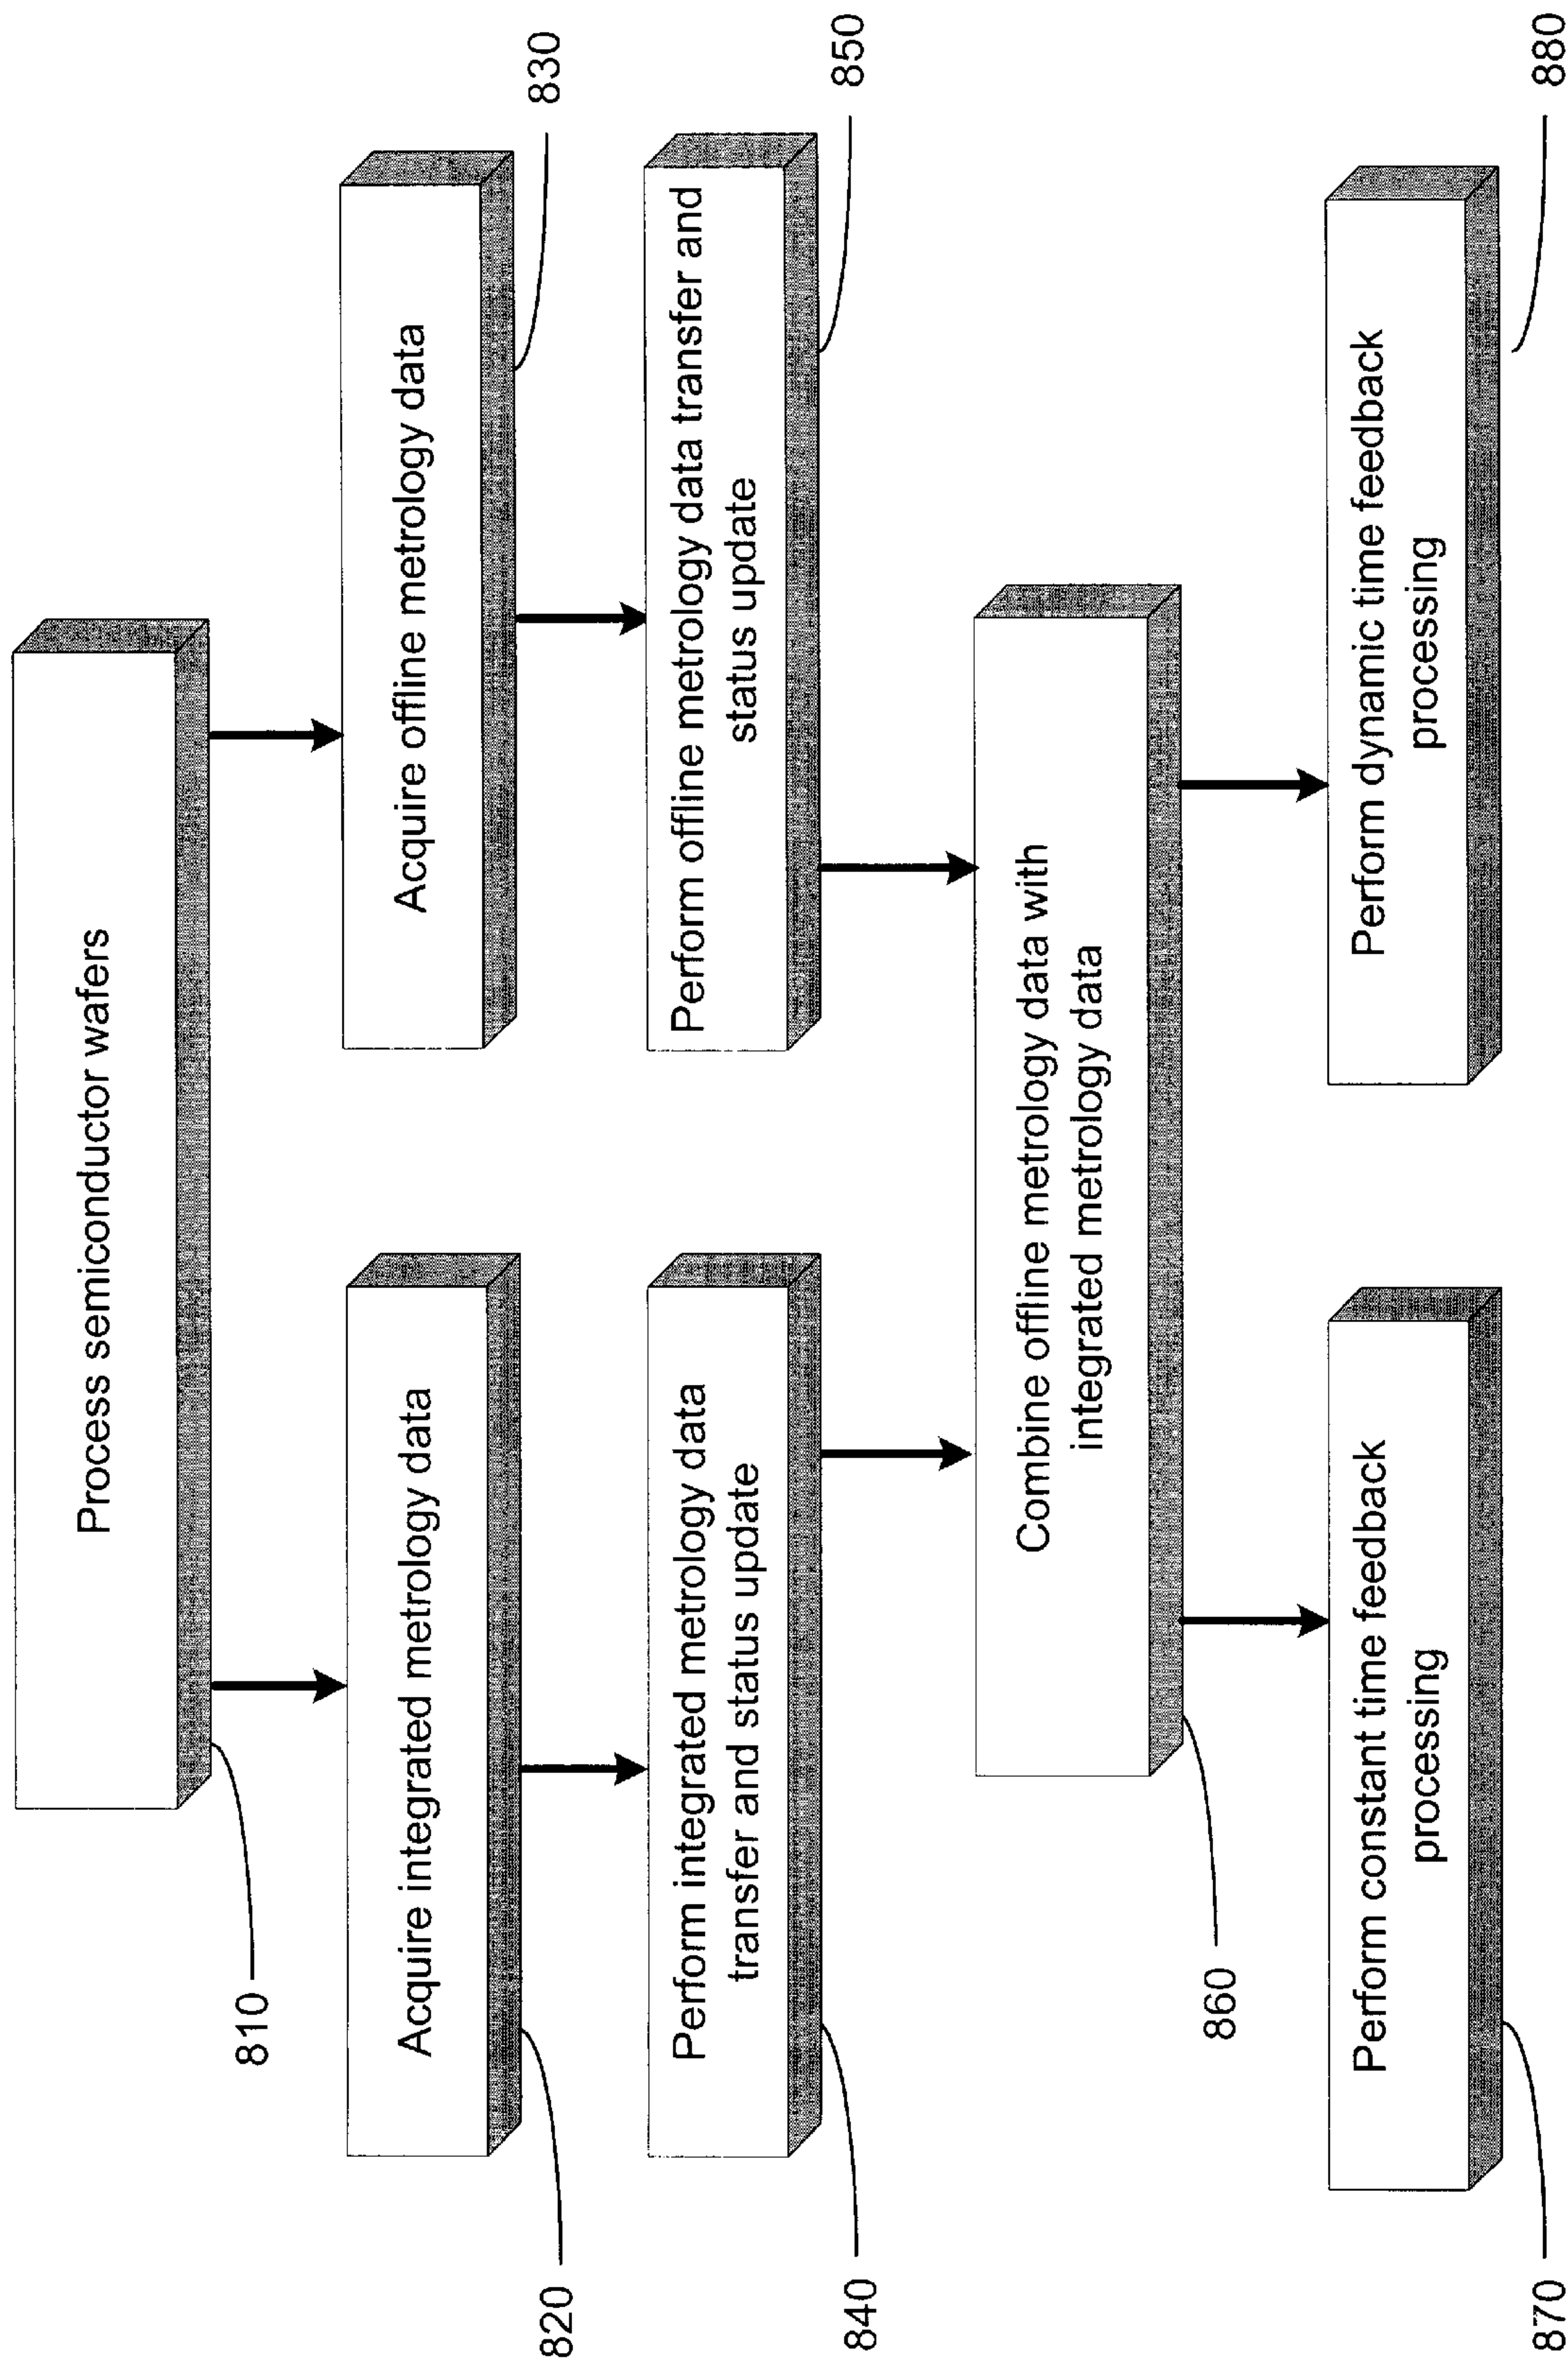 Process semiconductor wafers
810
Acquire integrated metrology data
820
Acquire offline metrology data
830
Perform integrated metrology data
transfer and status update
840
Perform offline metrology data transfer and
status update
850
Combine offline metrology data with
integrated metrology data
860
Perform constant time feedback
processing
870
Perform dynamic time feedback
processing
880